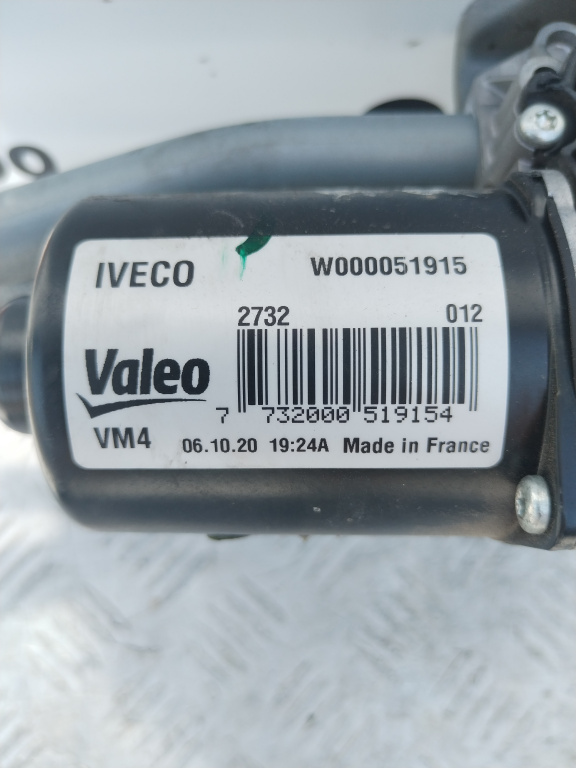 IVECO W000051915
2732 012
Valeo
7 732000 519154
VM4 06.10.20 19:24A Made in France